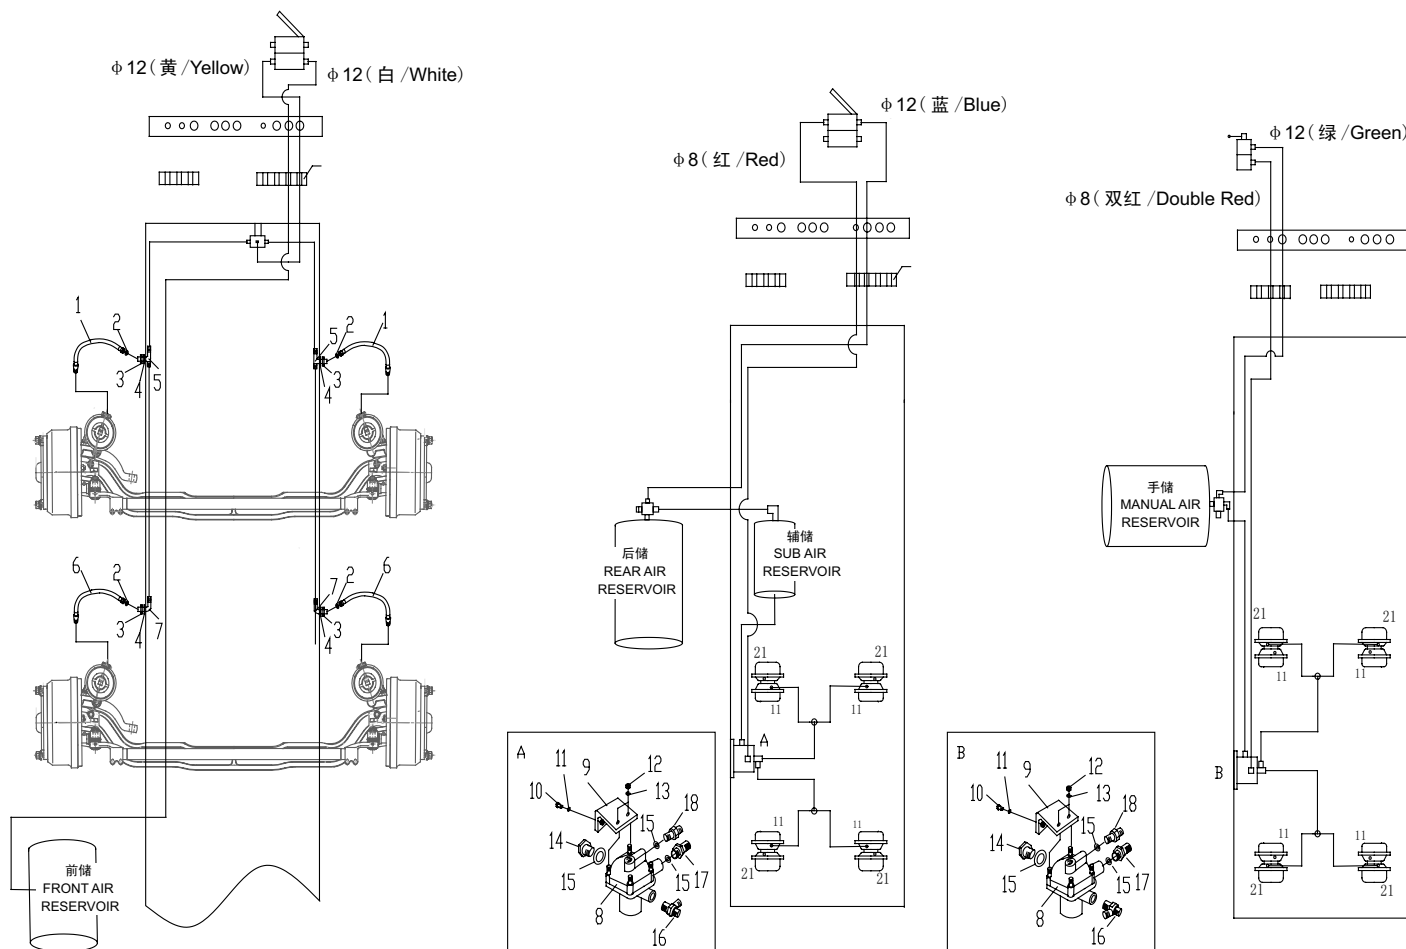 φ12(黄/Yellow)
φ12(白/White)
1
2
3
4
5
5
2
1
3
4
6
2
3
4
7
7
2
6
3
4
前储
FRONT AIR
RESERVOIR
φ12(蓝/Blue)
φ8(红/Red)
后储
REAR AIR
RESERVOIR
辅储
SUB AIR
RESERVOIR
21
21
11
11
A
11
11
21
21
A
9
12
11
10
13
18
15
14
15
15
17
8
16
φ12(绿/Green)
φ8(双红/Double Red)
手储
MANUAL AIR
RESERVOIR
21
21
11
11
B
11
11
21
21
B
9
12
11
10
13
18
15
14
15
15
17
8
16